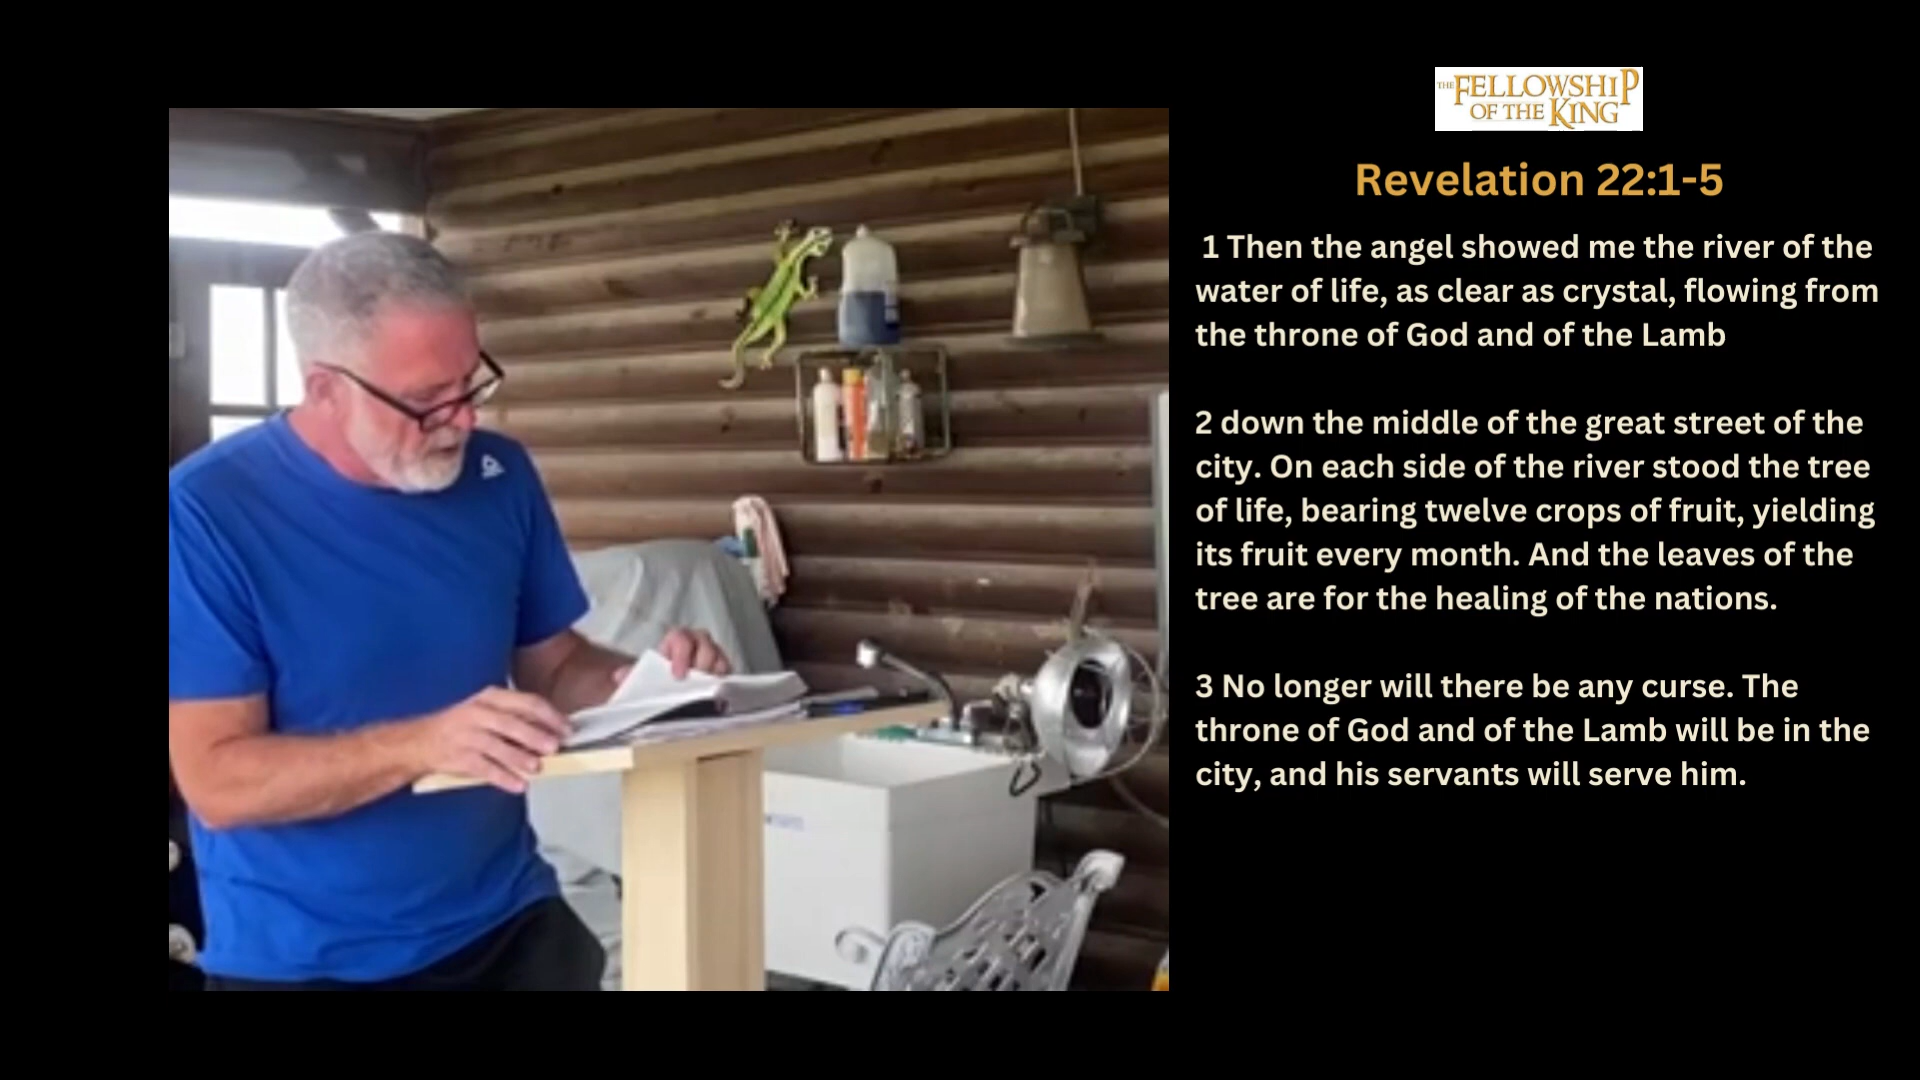 THE FELLOWSHIP
OF THE KING
Revelation 22:1-5
1 Then the angel showed me the river of the
water of life, as clear as crystal, flowing from
the throne of God and of the Lamb
2 down the middle of the great street of the
city. On each side of the river stood the tree
of life, bearing twelve crops of fruit, yielding
its fruit every month. And the leaves of the
tree are for the healing of the nations.
3 No longer will there be any curse. The
throne of God and of the Lamb will be in the
city, and his servants will serve him.